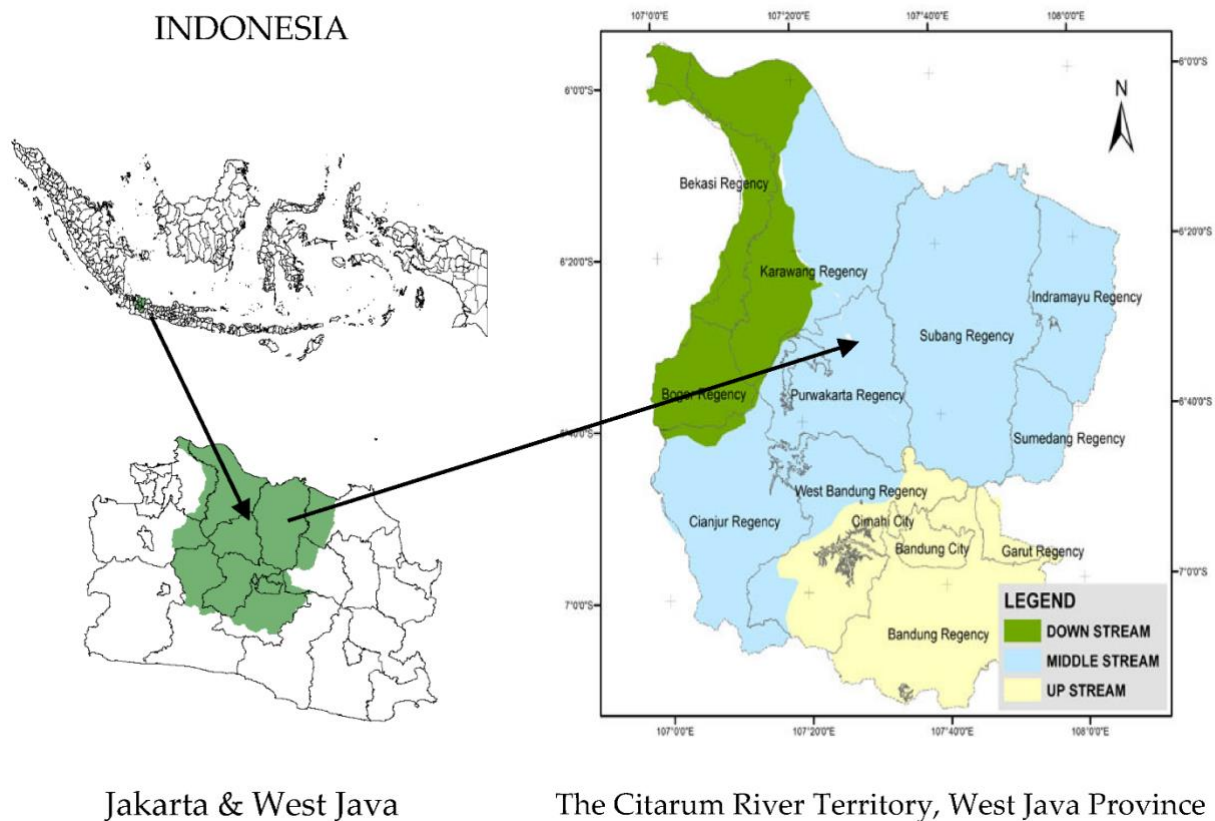 INDONESIA
Jakarta & West Java
107°0'0"E
107°20'0"E
107°40'0"E
108°0'0"E
6°0'0"S
6°20'0"S
6°40'0"S
7°0'0"S
6°0'0"S
6°20'0"S
6°40'0"S
7°0'0"S
N
Bekasi Regency
Karawang Regency
Indramayu Regency
Subang Regency
Bogor Regency
Purwakarta Regency
Sumedang Regency
West Bandung Regency
Cianjur Regency
Cimahi City
Bandung City
Garut Regency
Bandung Regency
LEGEND
DOWN STREAM
MIDDLE STREAM
UP STREAM
107°0'0"E
107°20'0"E
107°40'0"E
108°0'0"E
The Citarum River Territory, West Java Province